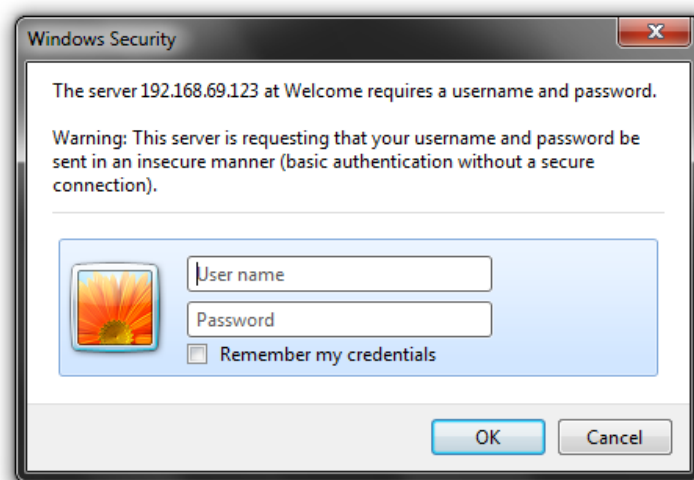 Windows Security
The server 192.168.69.123 at Welcome requires a username and password.
Warning: This server is requesting that your username and password be
sent in an insecure manner (basic authentication without a secure
connection).
User name
Password
Remember my credentials
OK Cancel